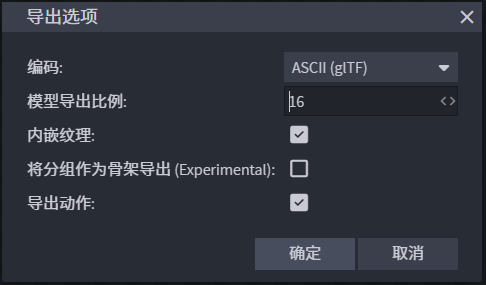 导出选项
编码: ASCII (glTF)
模型导出比例: 16
内嵌纹理:
将分组作为骨架导出 (Experimental):
导出动作:
确定 取消